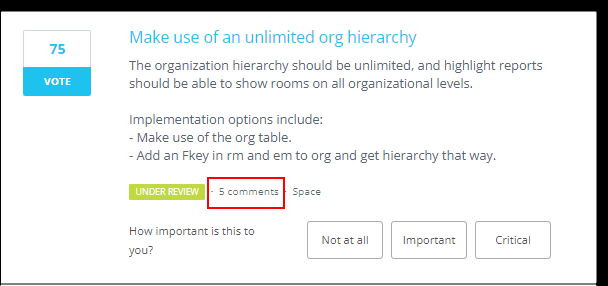 75
VOTE
Make use of an unlimited org hierarchy
The organization hierarchy should be unlimited, and highlight reports
should be able to show rooms on all organizational levels.
Implementation options include:
- Make use of the org table.
- Add an Fkey in rm and em to org and get hierarchy that way.
UNDER REVIEW · 5 comments · Space
How important is this to
you?
Not at all
Important
Critical